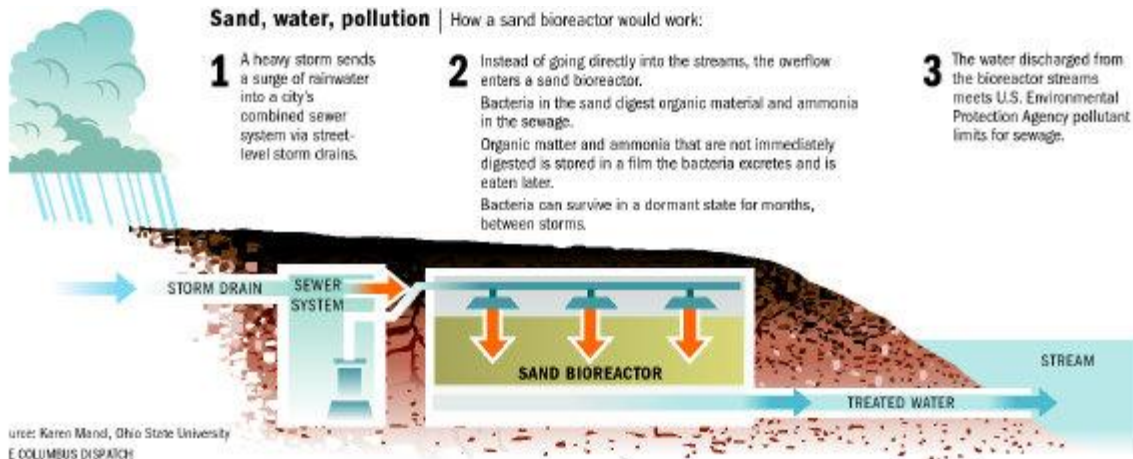 Sand, water, pollution | How a sand bioreactor would work:
1 A heavy storm sends
a surge of rainwater
into a city's
combined sewer
system via street-
level storm drains.
2 Instead of going directly into the streams, the overflow
enters a sand bioreactor.
Bacteria in the sand digest organic material and ammonia
in the sewage.
Organic matter and ammonia that are not immediately
digested is stored in a film the bacteria excretes and is
eaten later.
Bacteria can survive in a dormant state for months,
between storms.
3 The water discharged from
the bioreactor streams
meets U.S. Environmental
Protection Agency pollutant
limits for sewage.
STORM DRAIN
SEWER
SYSTEM
SAND BIOREACTOR
STREAM
TREATED WATER
urce: Karen Mancl, Ohio State University
E COLUMBUS DISPATCH